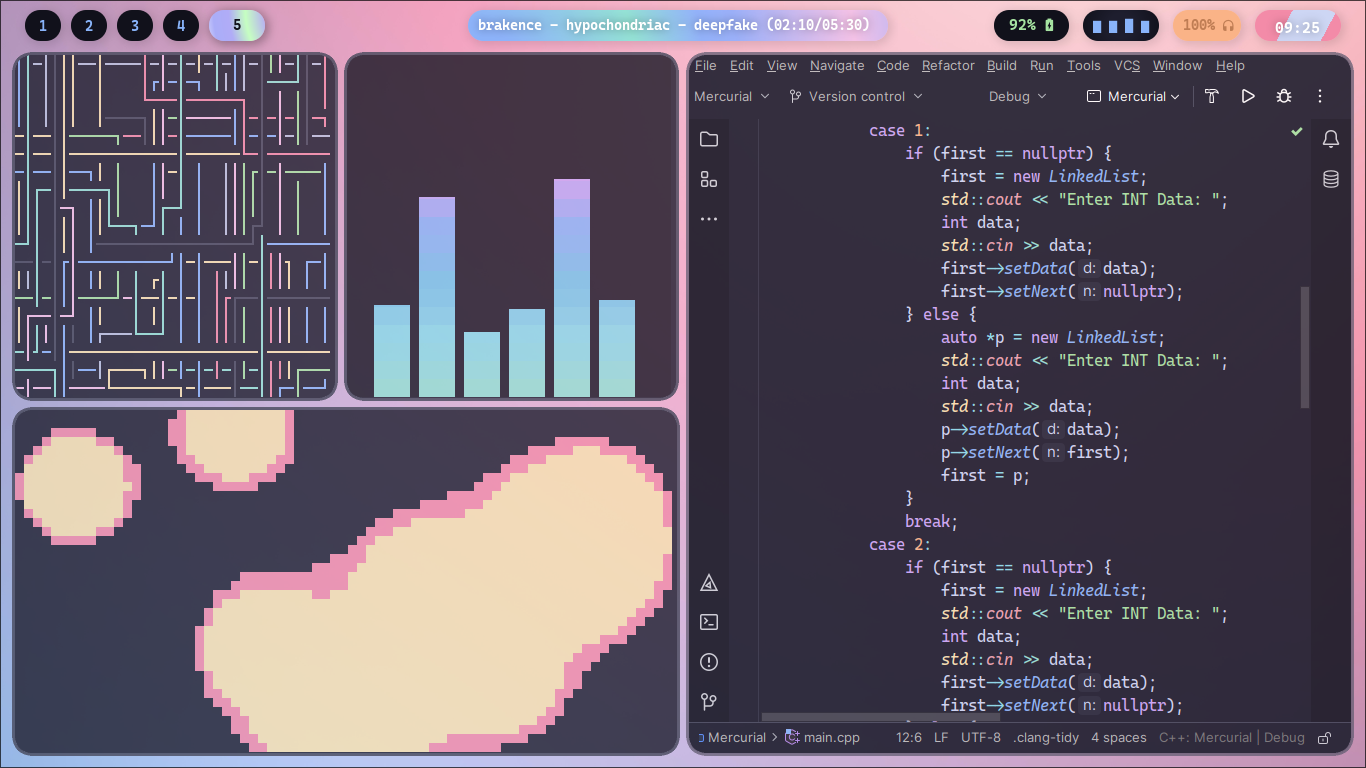 1 2 3 4 5 brakence - hypochondriac - deepfake (02:10/05:30) 92% 100% 09:25
File Edit View Navigate Code Refactor Build Run Tools VCS Window Help
Mercurial Version control Debug Mercurial
case 1:
if (first == nullptr) {
first = new LinkedList;
std::cout << "Enter INT Data: ";
int data;
std::cin >> data;
first->setData( d: data);
first->setNext( n: nullptr);
} else {
auto *p = new LinkedList;
std::cout << "Enter INT Data: ";
int data;
std::cin >> data;
p->setData( d: data);
p->setNext( n: first);
first = p;
}
break;
case 2:
if (first == nullptr) {
first = new LinkedList;
std::cout << "Enter INT Data: ";
int data;
std::cin >> data;
first->setData( d: data);
first->setNext( n: nullptr);
Mercurial > main.cpp 12:6 LF UTF-8 .clang-tidy 4 spaces C++: Mercurial | Debug